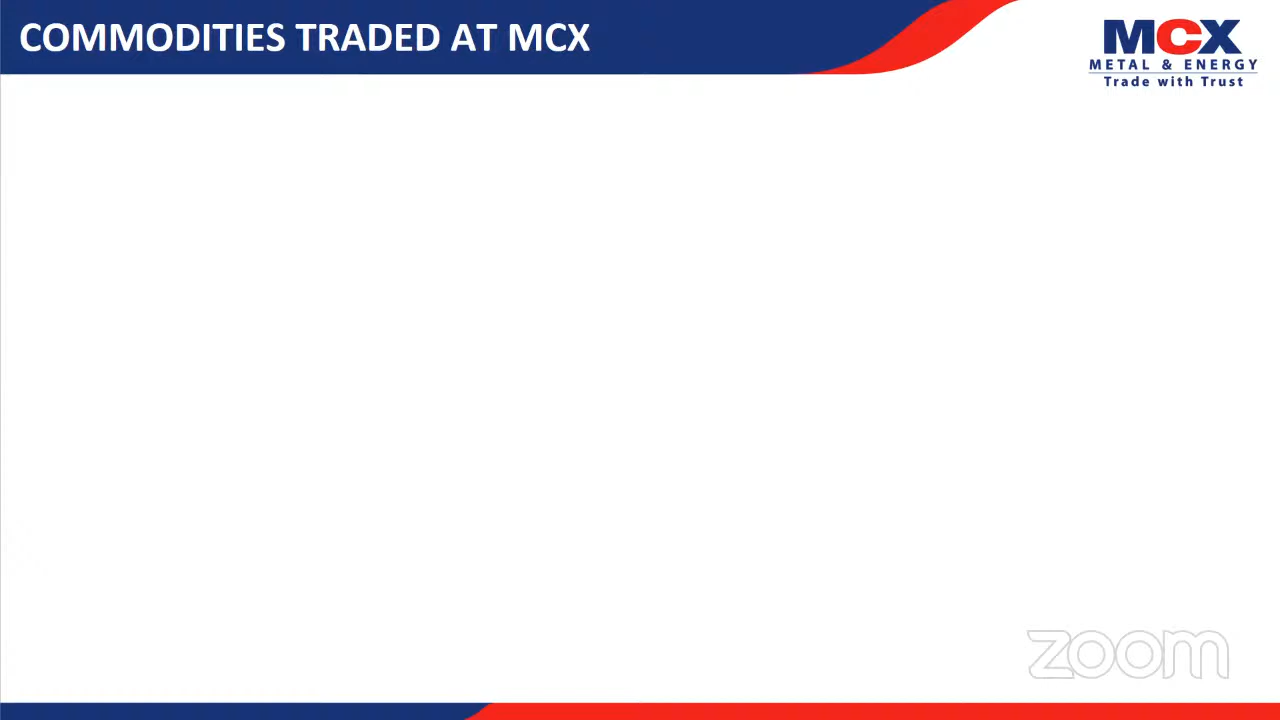 COMMODITIES TRADED AT MCX
MCX
METAL & ENERGY
Trade with Trust
zoom